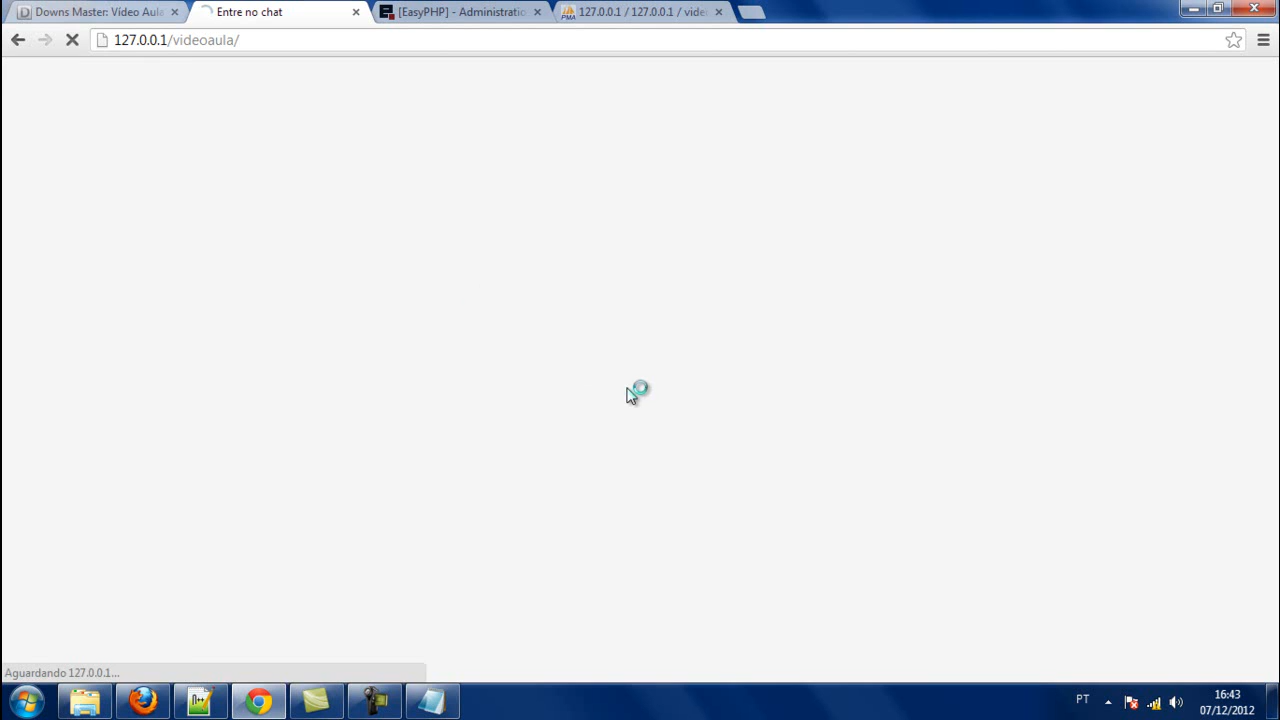 Downs Master: Vídeo Aula
Entre no chat
[EasyPHP] - Administratio
127.0.0.1 / 127.0.0.1 / vide
127.0.0.1/videoaula/
Aguardando 127.0.0.1...
PT
16:43
07/12/2012